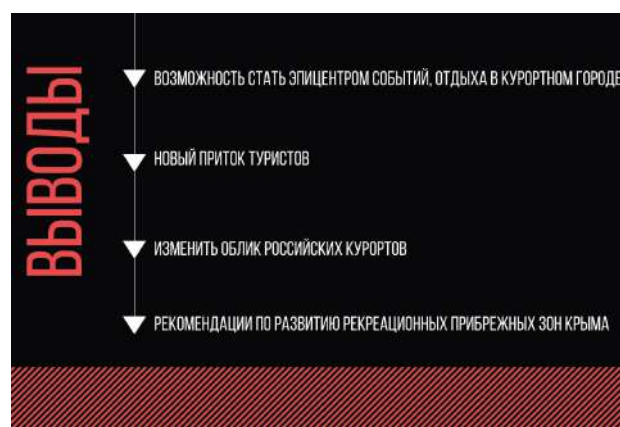 ВЫВОДЫ
ВОЗМОЖНОСТЬ СТАТЬ ЭПИЦЕНТРОМ СОБЫТИЙ, ОТДЫХА В КУРОРТНОМ ГОРОДЕ
НОВЫЙ ПРИТОК ТУРИСТОВ
ИЗМЕНИТЬ ОБЛИК РОССИЙСКИХ КУРОРТОВ
РЕКОМЕНДАЦИИ ПО РАЗВИТИЮ РЕКРЕАЦИОННЫХ ПРИБРЕЖНЫХ ЗОН КРЫМА